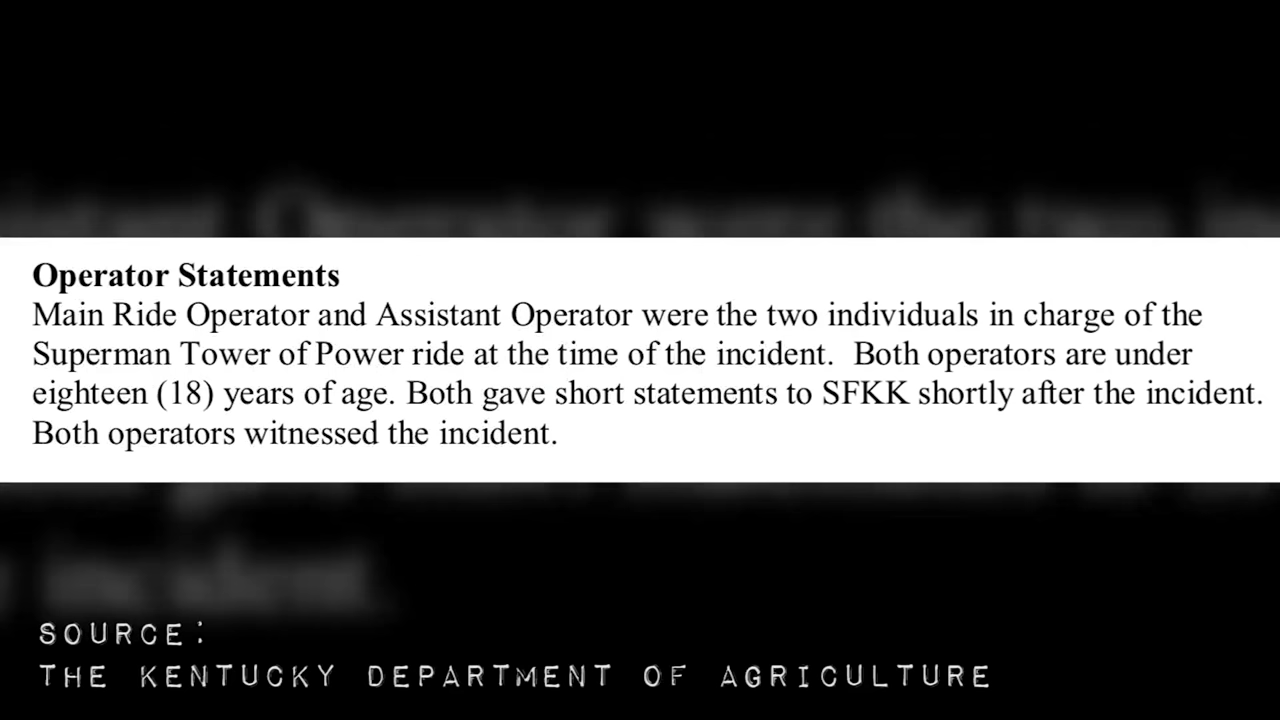 Operator Statements
Main Ride Operator and Assistant Operator were the two individuals in charge of the
Superman Tower of Power ride at the time of the incident.  Both operators are under
eighteen (18) years of age. Both gave short statements to SFKK shortly after the incident.
Both operators witnessed the incident.
SOURCE:
THE KENTUCKY DEPARTMENT OF AGRICULTURE